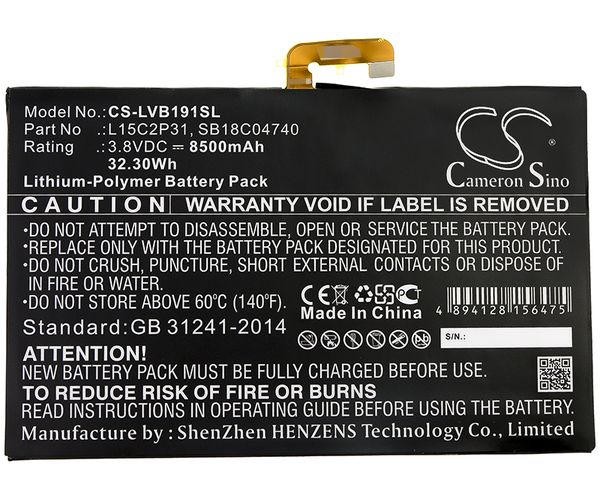 Model No.: CS-LVB191SL
Part No : L15C2P31, SB18C04740
Rating : 3.8VDC ⎓ 8500mAh
32.30Wh
Lithium-Polymer Battery Pack
CS
Cameron Sino
CAUTION WARRANTY VOID IF LABEL IS REMOVED
•DO NOT ATTEMPT TO DISASSEMBLE, OPEN OR SERVICE THE BATTERY PACK.
•REPLACE ONLY WITH THE BATTERY PACK DESIGNATED FOR THIS PRODUCT.
•DO NOT CRUSH, PUNCTURE, SHORT EXTERNAL CONTACTS OR DISPOSE OF
IN FIRE OR WATER.
•DO NOT STORE ABOVE 60℃ (140℉).
Standard: GB 31241-2014
CE
Made In China
4 894128 156475
S/N.:
ATTENTION!
NEW BATTERY PACK MUST BE FULLY CHARGED BEFORE USE.
TO REDUCE RISK OF FIRE OR BURNS
READ INSTRUCTIONS IN OPERATING GUIDE BEFORE USING BATTERY
Manufacturer : ShenZhen HENZENS Technology Co., Limited.